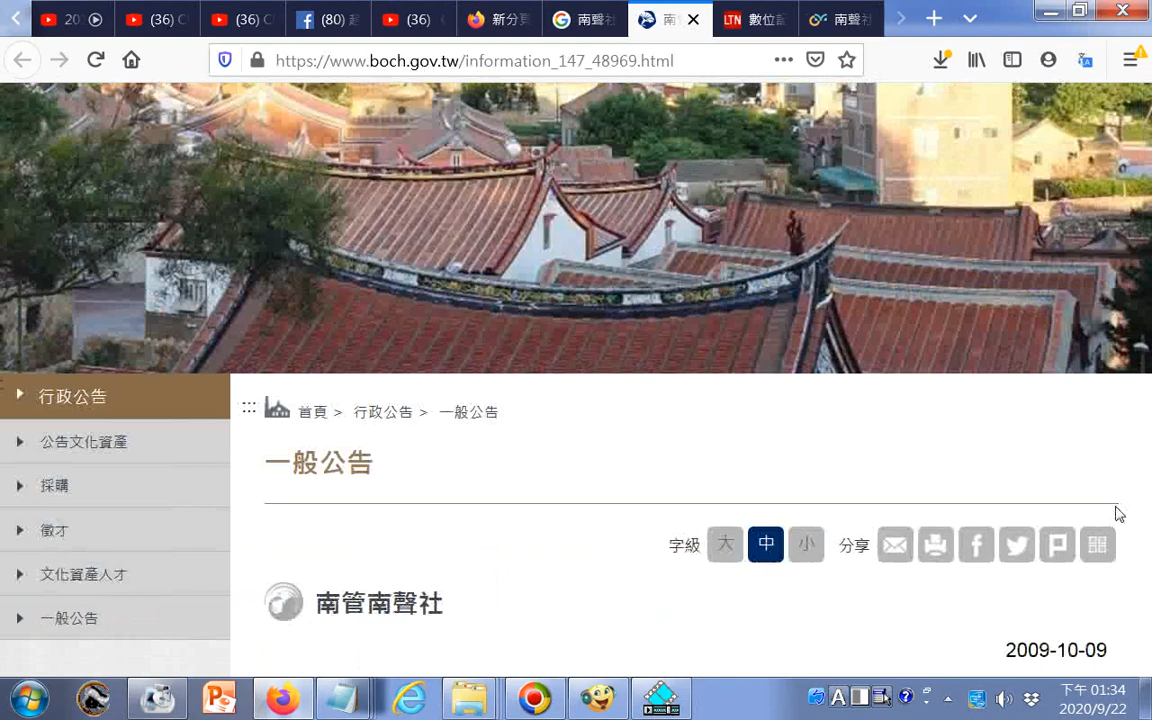 20
(36) C
(36) C
(80) 起
(36)
新分頁
南聲社
南
LTN 數位
南聲社
https://www.boch.gov.tw/information_147_48969.html
行政公告
公告文化資產
採購
徵才
文化資產人才
一般公告
::: 首頁 > 行政公告 > 一般公告
一般公告
字級 大 中 小 分享
南管南聲社
2009-10-09
下午 01:34
2020/9/22